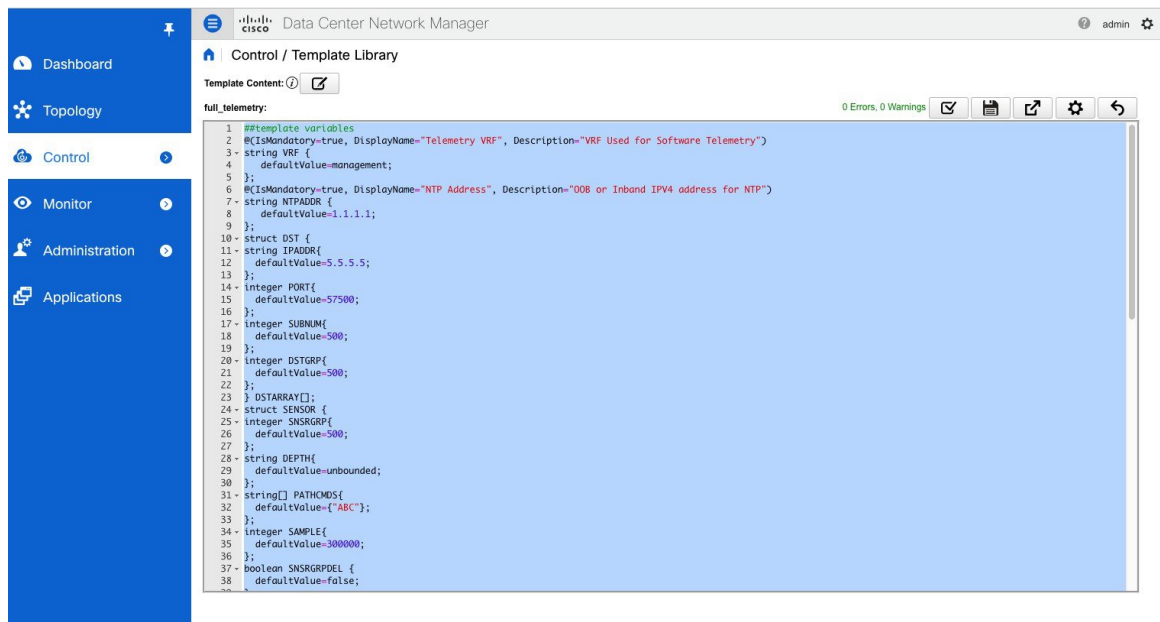 cisco Data Center Network Manager
admin
Dashboard
Topology
Control
Monitor
Administration
Applications
Control / Template Library
Template Content:
full_telemetry:
0 Errors, 0 Warnings
1 ##template variables
2 @(IsMandatory=true, DisplayName="Telemetry VRF", Description="VRF Used for Software Telemetry")
3 string VRF {
4 defaultValue=management;
5 };
6 @(IsMandatory=true, DisplayName="NTP Address", Description="OOB or Inband IPV4 address for NTP")
7 string NTPADDR {
8 defaultValue=1.1.1.1;
9 };
10 struct DST {
11 string IPADDR{
12 defaultValue=5.5.5.5;
13 };
14 integer PORT{
15 defaultValue=57500;
16 };
17 integer SUBNUM{
18 defaultValue=500;
19 };
20 integer DSTGRP{
21 defaultValue=500;
22 };
23 } DSTARRAY[];
24 struct SENSOR {
25 integer SNSRGRP{
26 defaultValue=500;
27 };
28 string DEPTH{
29 defaultValue=unbounded;
30 };
31 string[] PATHCMDS{
32 defaultValue={"ABC"};
33 };
34 integer SAMPLE{
35 defaultValue=300000;
36 };
37 boolean SNSRGRPDEL {
38 defaultValue=false;